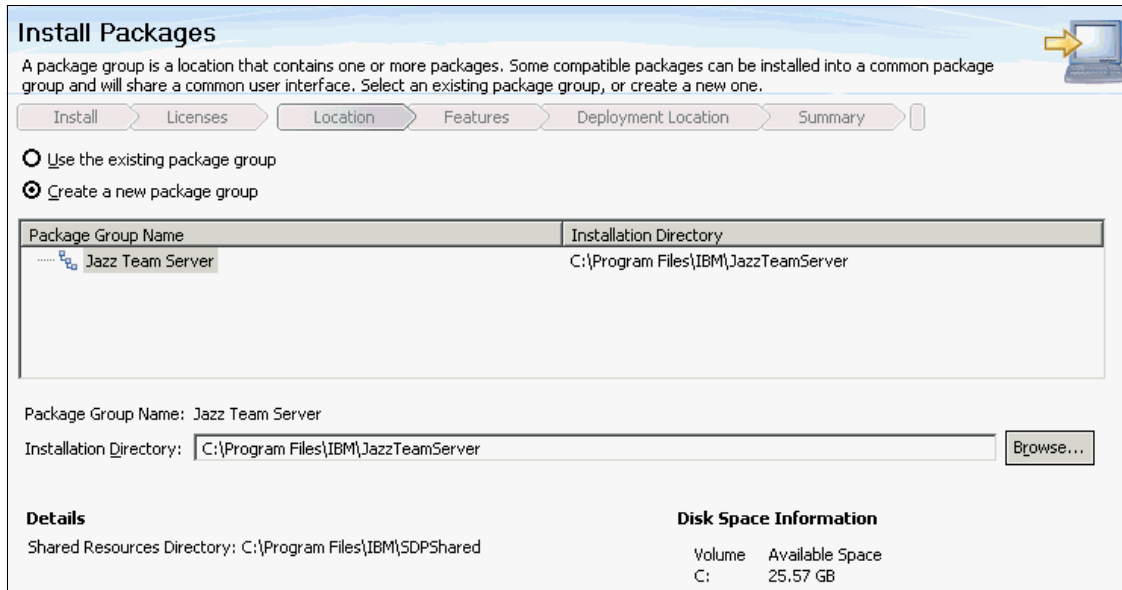 Install Packages
A package group is a location that contains one or more packages. Some compatible packages can be installed into a common package
group and will share a common user interface. Select an existing package group, or create a new one.
Install Licenses Location Features Deployment Location Summary
Use the existing package group
Create a new package group
Package Group Name Installation Directory
Jazz Team Server C:\Program Files\IBM\JazzTeamServer
Package Group Name: Jazz Team Server
Installation Directory: C:\Program Files\IBM\JazzTeamServer Browse...
Details Disk Space Information
Shared Resources Directory: C:\Program Files\IBM\SDPShared
Volume Available Space
C: 25.57 GB